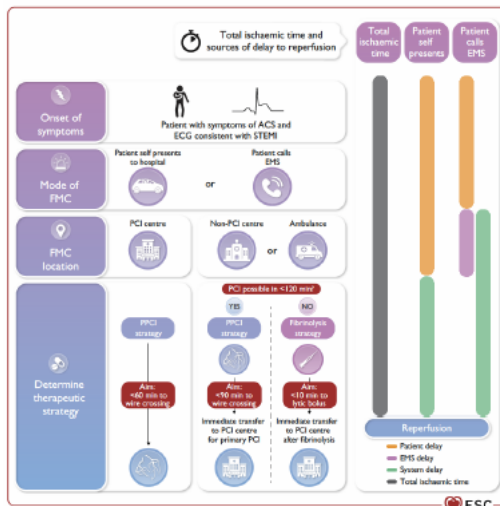 Total ischaemic time and
sources of delay to reperfusion
Total
ischaemic
time
Patient self
presents
Patient
calls
EMS
Onset of
symptoms
Patient with symptoms of ACS and
ECG consistent with STEMI
Mode of
FMC
Patient self presents
to hospital
or
Patient calls
EMS
FMC
location
PCI centre
Non-PCI centre
or
Ambulance
Determine
therapeutic
strategy
PCI possible in <120 min
YES
NO
PPCI
strategy
PPCI
strategy
Fibrinolysis
strategy
Aim:
<60 min to
wire crossing
Aim:
<90 min to
wire crossing
Aim:
<10 min to
lytic bolus
Immediate transfer
to PCI centre
for primary PCI
Immediate transfer
to PCI centre
after fibrinolysis
Reperfusion
Patient delay
EMS delay
System delay
Total ischaemic time
ESC